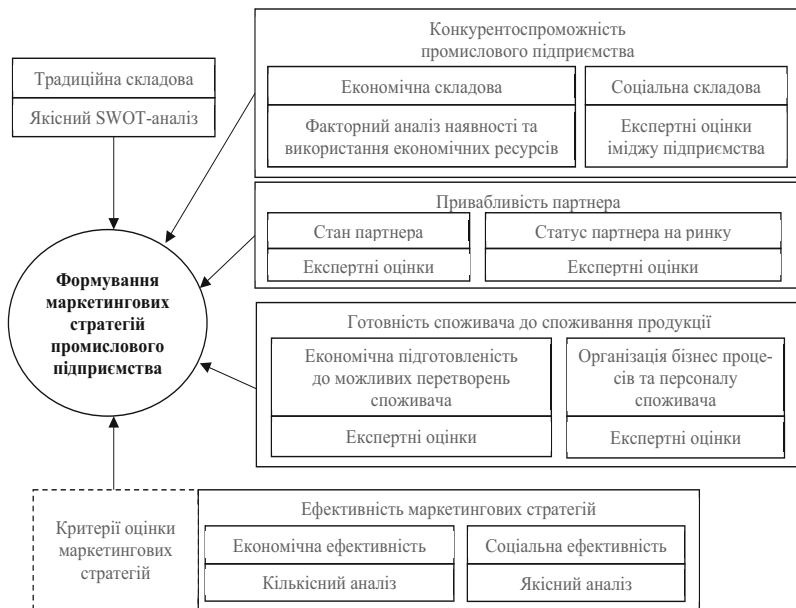 Традиційна складова
Якісний SWOT-аналіз
Конкурентоспроможність
промислового підприємства
Економічна складова
Факторний аналіз наявності та
використання економічних ресурсів
Соціальна складова
Експертні оцінки
іміджу підприємства
Привабливість партнера
Стан партнера
Експертні оцінки
Статус партнера на ринку
Експертні оцінки
Формування
маркетингових
стратегій
промислового
підприємства
Готовність споживача до споживання продукції
Економічна підготовленість
до можливих перетворень
споживача
Експертні оцінки
Організація бізнес проце-
сів та персоналу
споживача
Експертні оцінки
Критерії оцінки
маркетингових
стратегій
Ефективність маркетингових стратегій
Економічна ефективність
Кількісний аналіз
Соціальна ефективність
Якісний аналіз